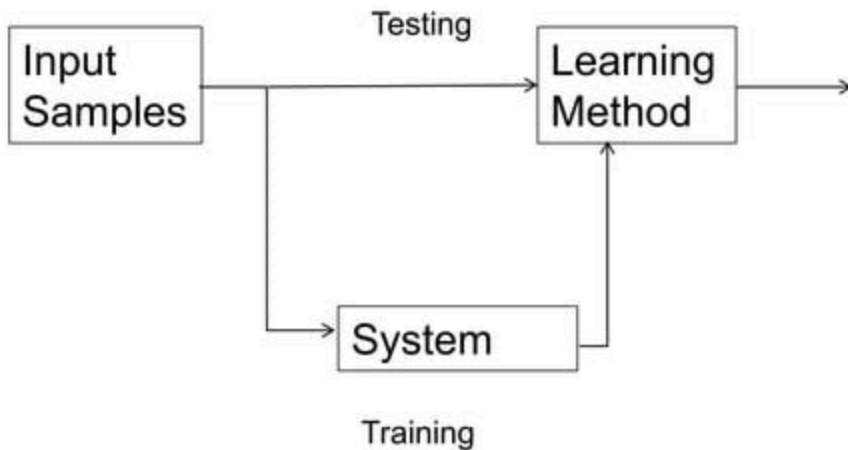 Testing
Input
Samples
Learning
Method
System
Training